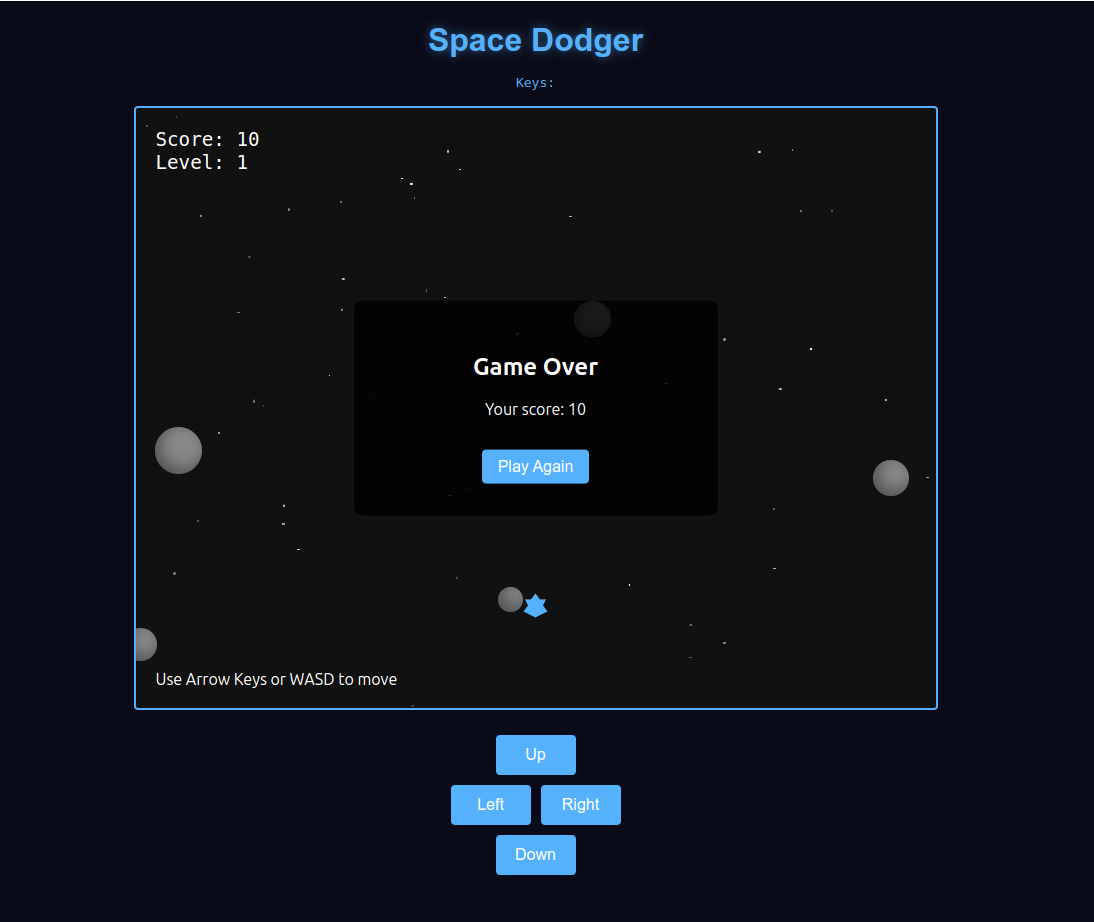 Space Dodger
Keys:
Score: 10
Level: 1
Game Over
Your score: 10
Play Again
Use Arrow Keys or WASD to move
Up
Left Right
Down